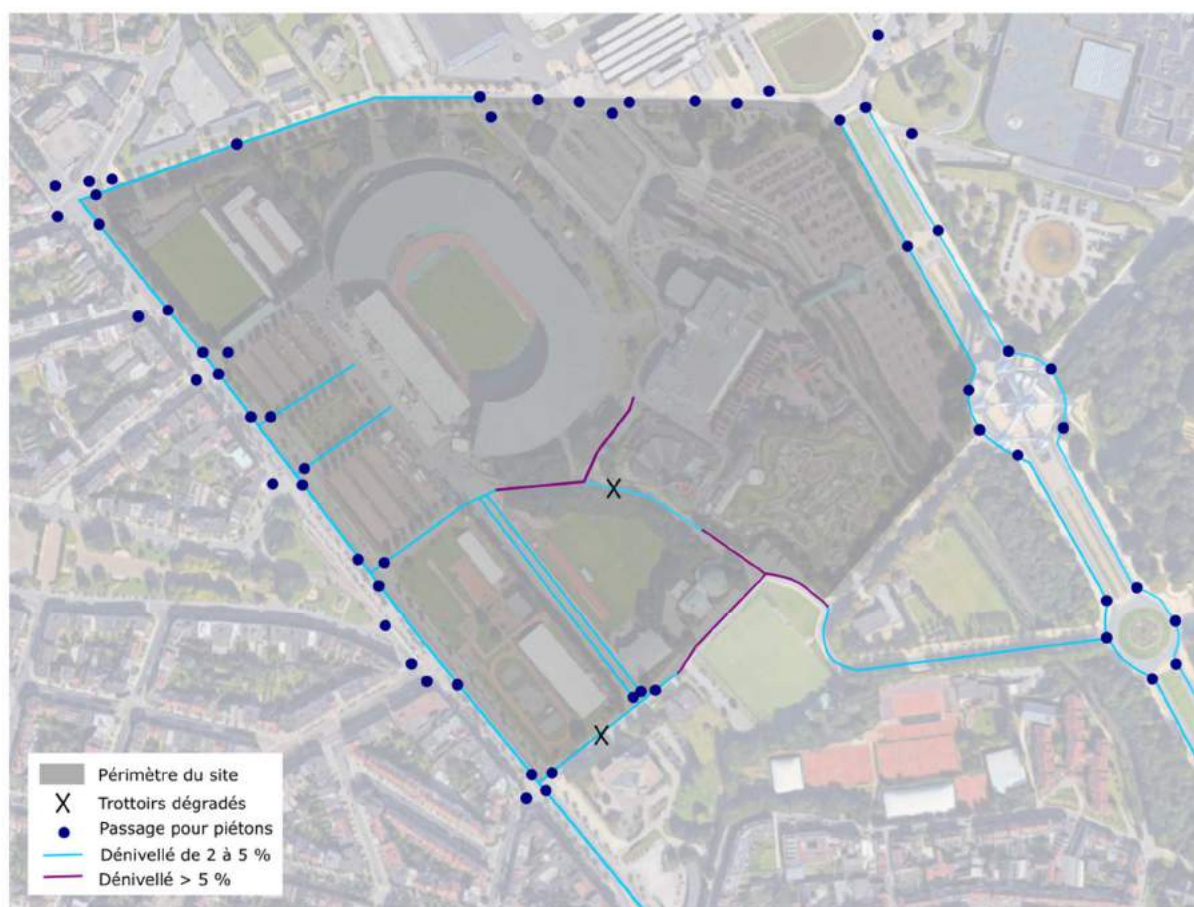 Périmètre du site
Trottoirs dégradés
Passage pour piétons
Dénivellé de 2 à 5 %
Dénivellé > 5 %